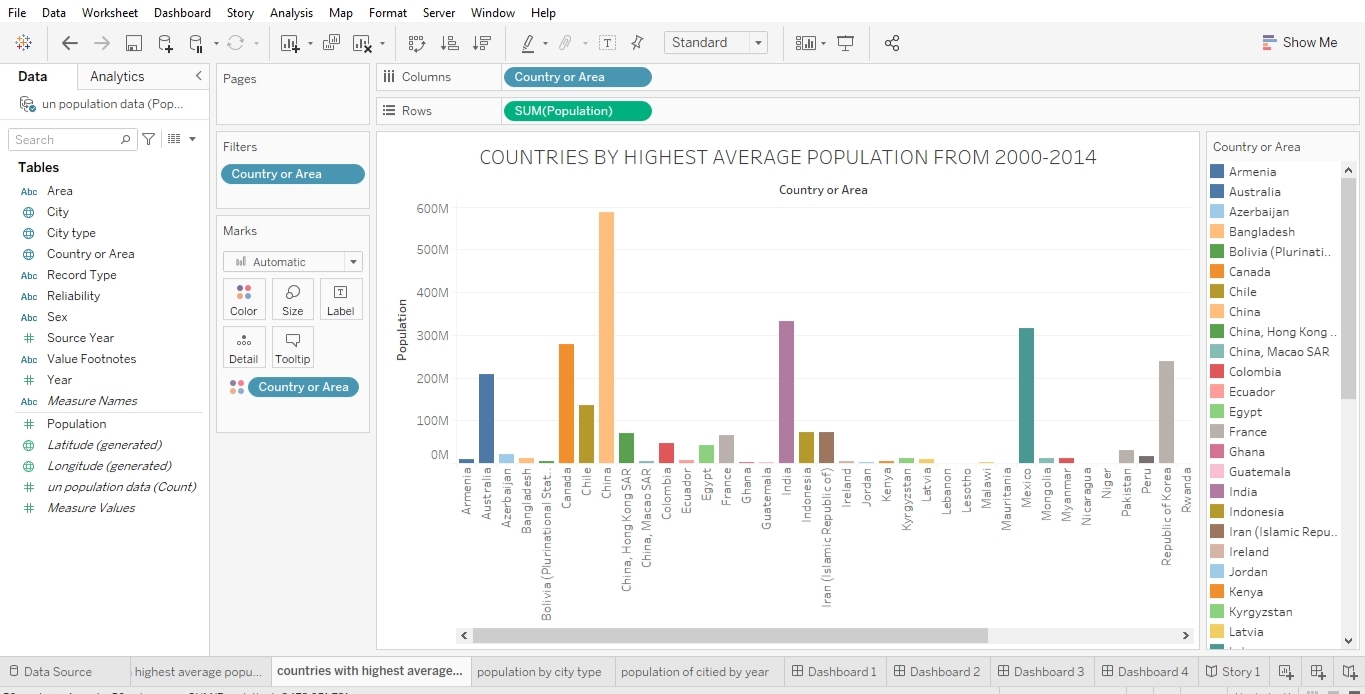 File Data Worksheet Dashboard Story Analysis Map Format Server Window Help
Standard
Show Me
Data Analytics
un population data (Pop...
Search
Tables
Abc Area
City
City type
Country or Area
Abc Record Type
Abc Reliability
Abc Sex
# Source Year
Abc Value Footnotes
# Year
Abc Measure Names
# Population
Latitude (generated)
Longitude (generated)
# un population data (Count)
# Measure Values
Pages
Filters
Country or Area
Marks
Automatic
Color Size Label
Detail Tooltip
Country or Area
Columns Country or Area
Rows SUM(Population)
COUNTRIES BY HIGHEST AVERAGE POPULATION FROM 2000-2014
Country or Area
Population
600M
500M
400M
300M
200M
100M
0M
Armenia
Australia
Azerbaijan
Bangladesh
Bolivia (Plurinational Stat..
Canada
Chile
China
China, Hong Kong SAR
China, Macao SAR
Colombia
Ecuador
Egypt
France
Ghana
Guatemala
India
Indonesia
Iran (Islamic Republic of)
Ireland
Jordan
Kenya
Kyrgyzstan
Latvia
Lebanon
Lesotho
Malawi
Mauritania
Mexico
Mongolia
Myanmar
Nicaragua
Niger
Pakistan
Peru
Republic of Korea
Rwanda
Country or Area
Armenia
Australia
Azerbaijan
Bangladesh
Bolivia (Plurinati..
Canada
Chile
China
China, Hong Kong ..
China, Macao SAR
Colombia
Ecuador
Egypt
France
Ghana
Guatemala
India
Indonesia
Iran (Islamic Repu..
Ireland
Jordan
Kenya
Kyrgyzstan
Latvia
Data Source highest average popu... countries with highest average... population by city type population of citied by year Dashboard 1 Dashboard 2 Dashboard 3 Dashboard 4 Story 1